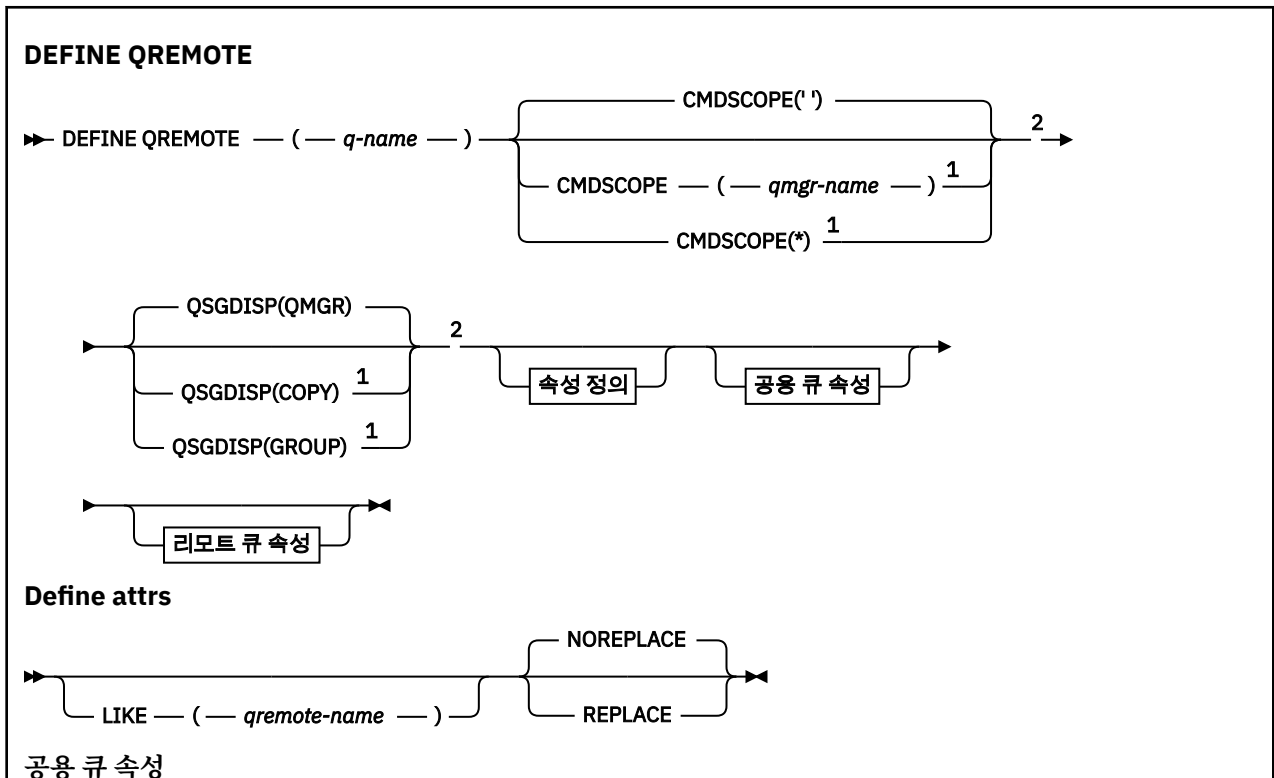 DEFINE QREMOTE
CMDSCOPE(' ')
DEFINE QREMOTE ( q-name ) 2
CMDSCOPE ( qmgr-name ) 1
CMDSCOPE(*) 1
QSGDISP(QMGR)
2
QSGDISP(COPY) 1 속성 정의 공용 큐 속성
QSGDISP(GROUP) 1
리모트 큐 속성
Define attrs
NOREPLACE
LIKE ( qremote-name ) REPLACE
공용 큐 속성